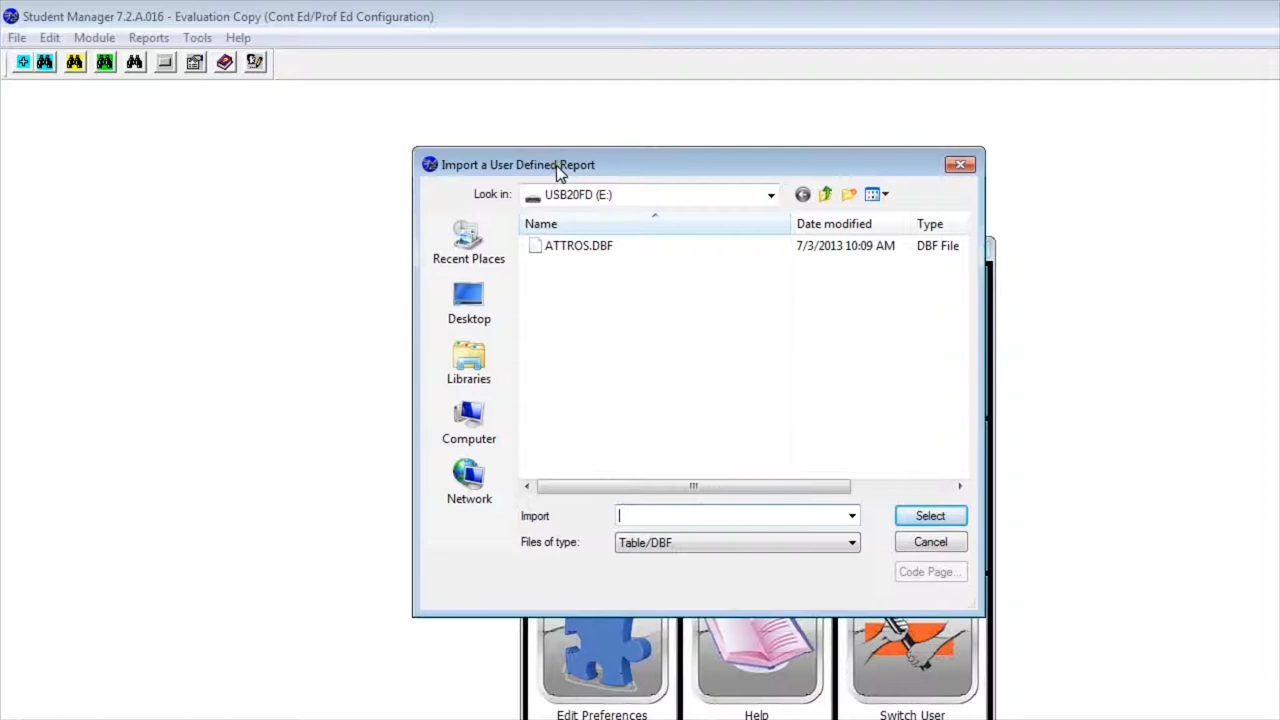 Student Manager 7.2.A.016 - Evaluation Copy (Cont Ed/Prof Ed Configuration)
File Edit Module Reports Tools Help
Import a User Defined Report
Look in: USB20FD (E:)
Name Date modified Type
ATTROS.DBF 7/3/2013 10:09 AM DBF File
Recent Places
Desktop
Libraries
Computer
Network
Import Select
Files of type: Table/DBF Cancel
Code Page...
Edit Preferences Help Switch User